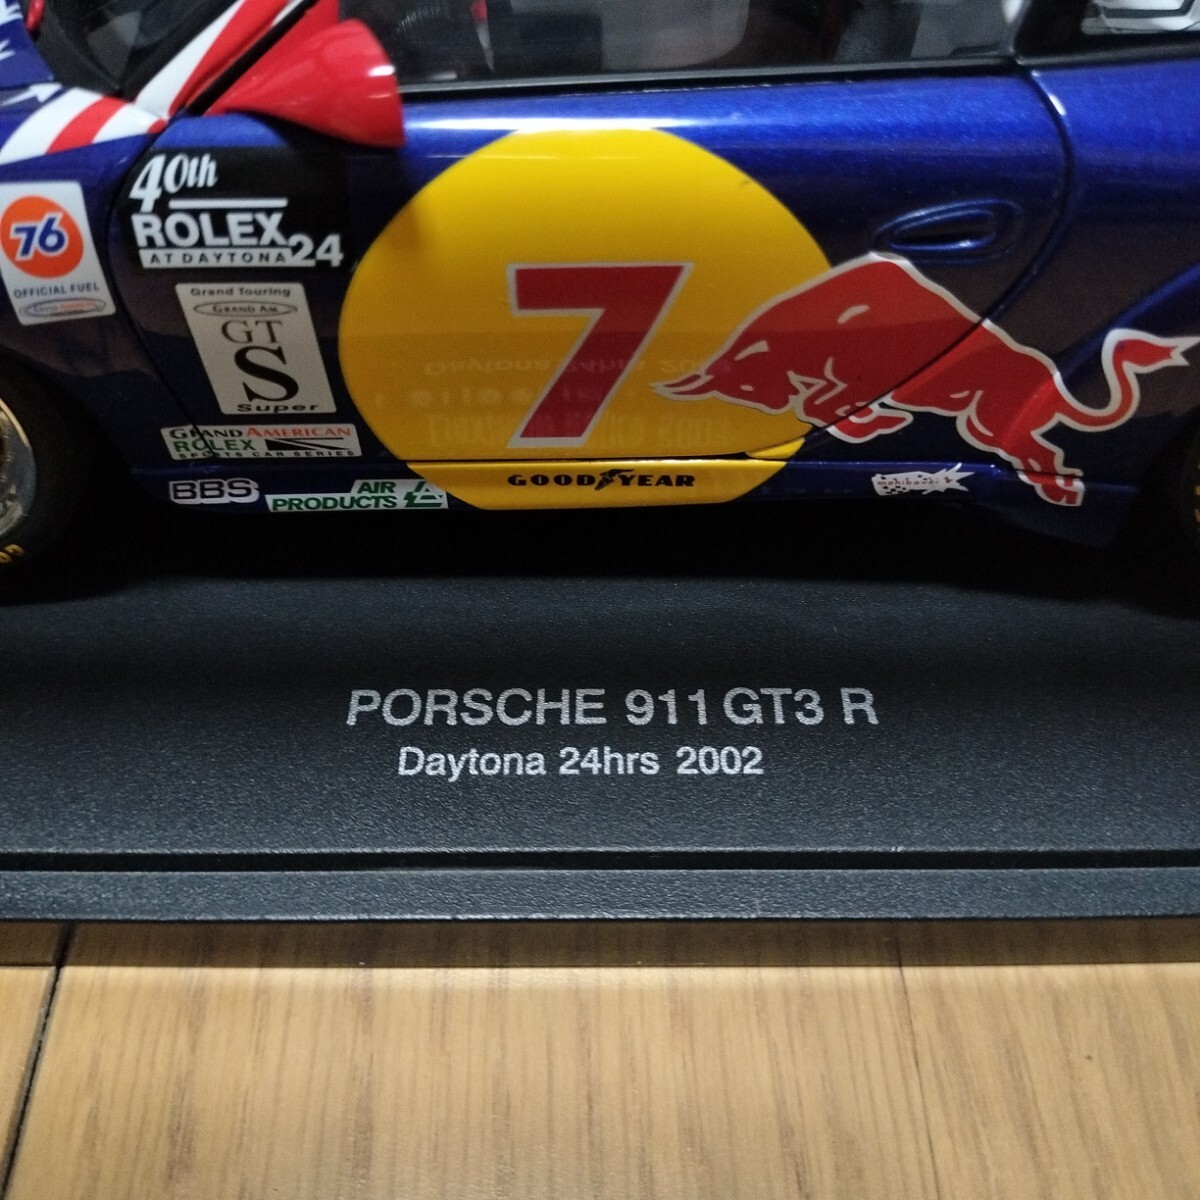 40th
ROLEX 24
AT DAYTONA
76
OFFICIAL FUEL
Grand Touring
GRAND AM
GT
S
Super
GRAND AMERICAN
ROLEX
SPORTS CAR SERIES
BBS
AIR
PRODUCTS
7
GOODYEAR
PORSCHE 911 GT3 R
Daytona 24hrs 2002